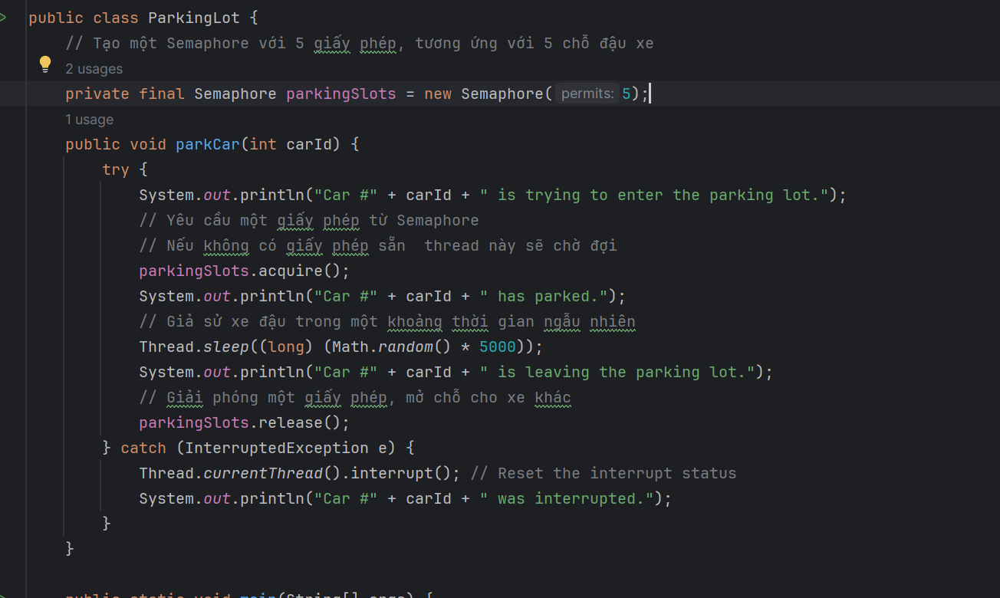 public class ParkingLot {
// Tạo một Semaphore với 5 giấy phép, tương ứng với 5 chỗ đậu xe
2 usages
private final Semaphore parkingSlots = new Semaphore( permits: 5);
1 usage
public void parkCar(int carId) {
try {
System.out.println("Car #" + carId + " is trying to enter the parking lot.");
// Yêu cầu một giấy phép từ Semaphore
// Nếu không có giấy phép sẵn  thread này sẽ chờ đợi
parkingSlots.acquire();
System.out.println("Car #" + carId + " has parked.");
// Giả sử xe đậu trong một khoảng thời gian ngẫu nhiên
Thread.sleep((long) (Math.random() * 5000));
System.out.println("Car #" + carId + " is leaving the parking lot.");
// Giải phóng một giấy phép, mở chỗ cho xe khác
parkingSlots.release();
} catch (InterruptedException e) {
Thread.currentThread().interrupt(); // Reset the interrupt status
System.out.println("Car #" + carId + " was interrupted.");
}
}
public static void main(String[] args) {